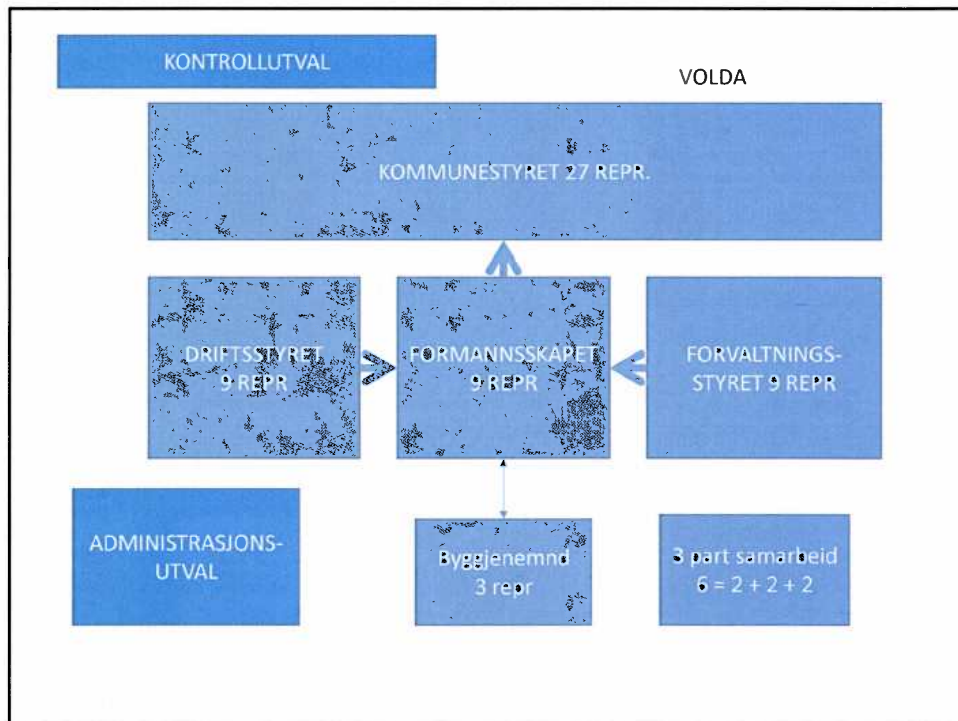 KONTROLLUTVAL
VOLDA
KOMMUNESTYRET 27 REPR.
DRIFTSSTYRET
9 REPR
FORMANNSSKAPET
9 REPR
FORVALTNINGS-
STYRET 9 REPR
ADMINISTRASJONS-
UTVAL
Byggjenemnd
3 repr
3 part samarbeid
6 = 2 + 2 + 2